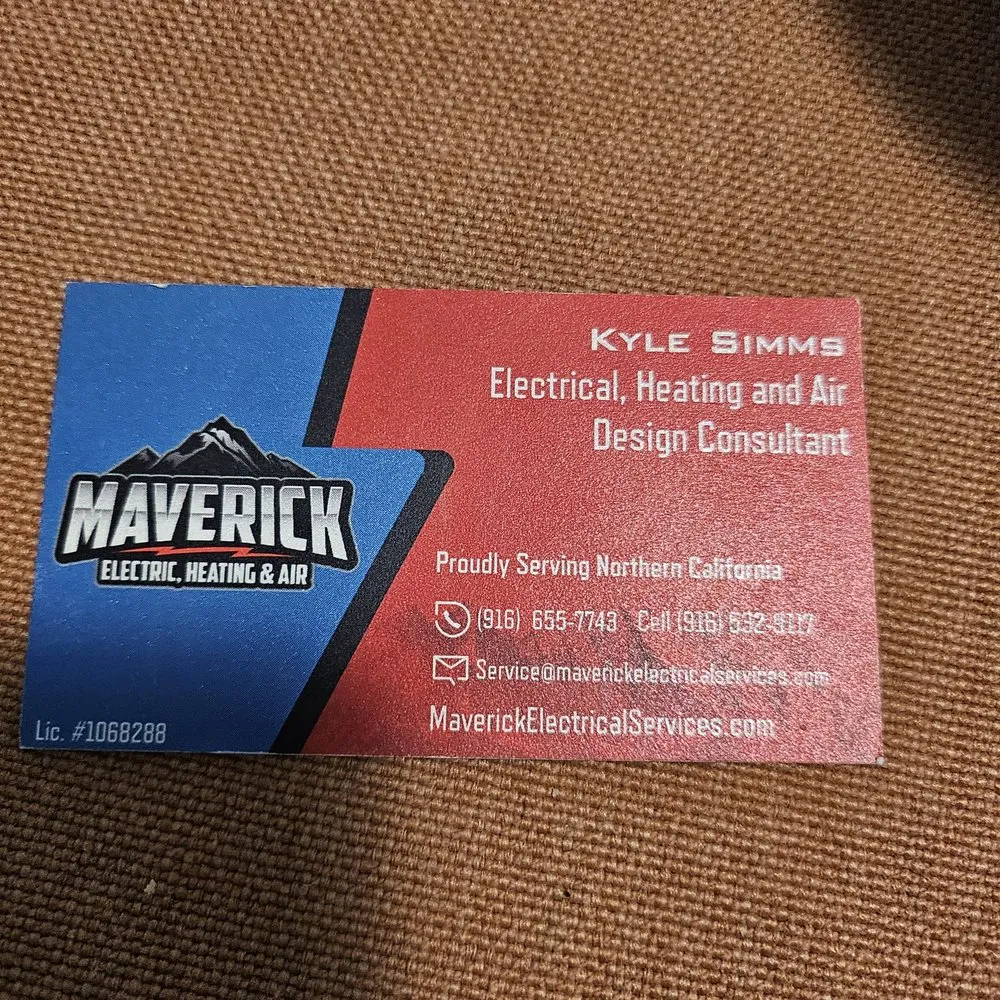 MAVERICK
ELECTRIC, HEATING & AIR
Lic. #1068288
KYLE SIMMS
Electrical, Heating and Air
Design Consultant
Proudly Serving Northern California
(916) 655-7743 Cell (916) 532-9117
Service@maverickelectricalservices.com
MaverickElectricalServices.com